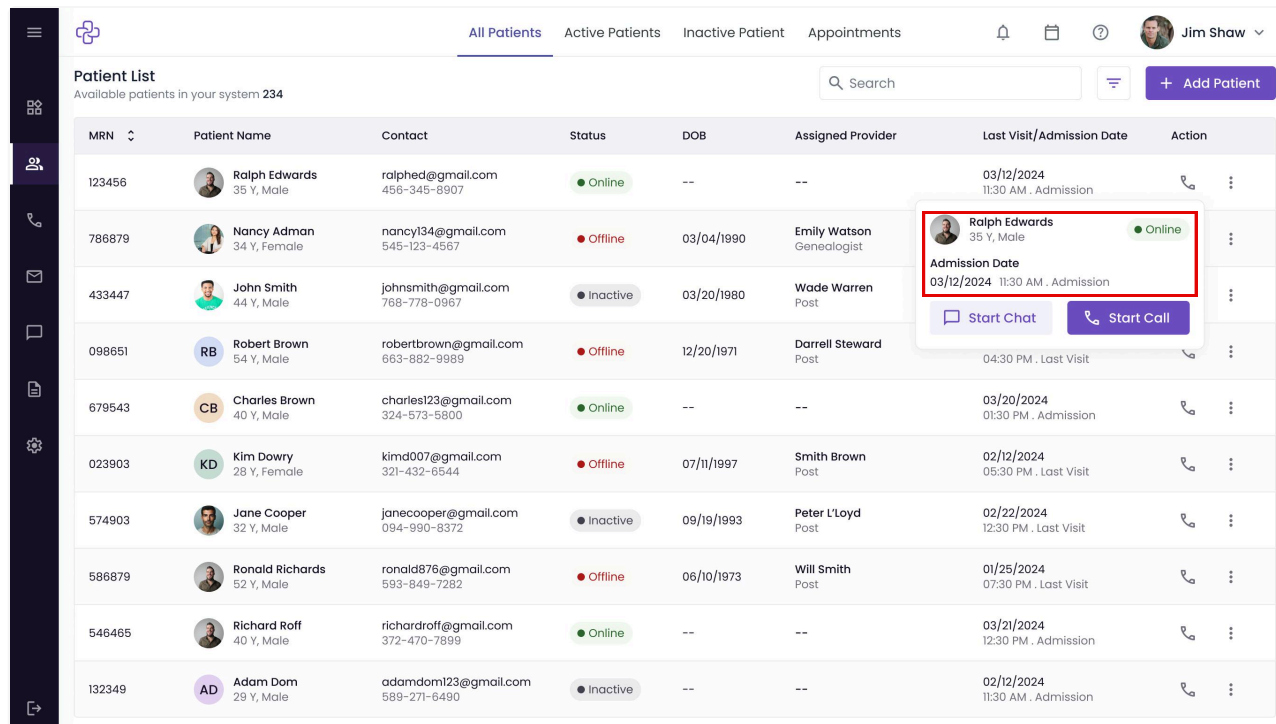 All Patients Active Patients Inactive Patient Appointments Jim Shaw
Patient List
Available patients in your system 234
Search
+ Add Patient
MRN Patient Name Contact Status DOB Assigned Provider Last Visit/Admission Date Action
123456 Ralph Edwards ralphed@gmail.com Online -- -- 03/12/2024
35 Y, Male 456-345-8907 11:30 AM . Admission
786879 Nancy Adman nancy134@gmail.com Offline 03/04/1990 Emily Watson
34 Y, Female 545-123-4567 Genealogist
433447 John Smith johnsmith@gmail.com Inactive 03/20/1980 Wade Warren
44 Y, Male 768-778-0967 Post
Ralph Edwards Online
35 Y, Male
Admission Date
03/12/2024 11:30 AM . Admission
Start Chat Start Call
098651 RB Robert Brown robertbrown@gmail.com Offline 12/20/1971 Darrell Steward
54 Y, Male 663-882-9989 Post 04:30 PM . Last Visit
679543 CB Charles Brown charles123@gmail.com Online -- -- 03/20/2024
40 Y, Male 324-573-5800 01:30 PM . Admission
023903 KD Kim Dowry kimd007@gmail.com Offline 07/11/1997 Smith Brown 02/12/2024
28 Y, Female 321-432-6544 Post 05:30 PM . Last Visit
574903 Jane Cooper janecooper@gmail.com Inactive 09/19/1993 Peter L'Loyd 02/22/2024
32 Y, Male 094-990-8372 Post 12:30 PM . Last Visit
586879 Ronald Richards ronald876@gmail.com Offline 06/10/1973 Will Smith 01/25/2024
52 Y, Male 593-849-7282 Post 07:30 PM . Last Visit
546465 Richard Roff richardroff@gmail.com Online -- -- 03/21/2024
40 Y, Male 372-470-7899 12:30 PM . Admission
132349 AD Adam Dom adamdom123@gmail.com Inactive -- -- 02/12/2024
29 Y, Male 589-271-6490 11:30 AM . Admission